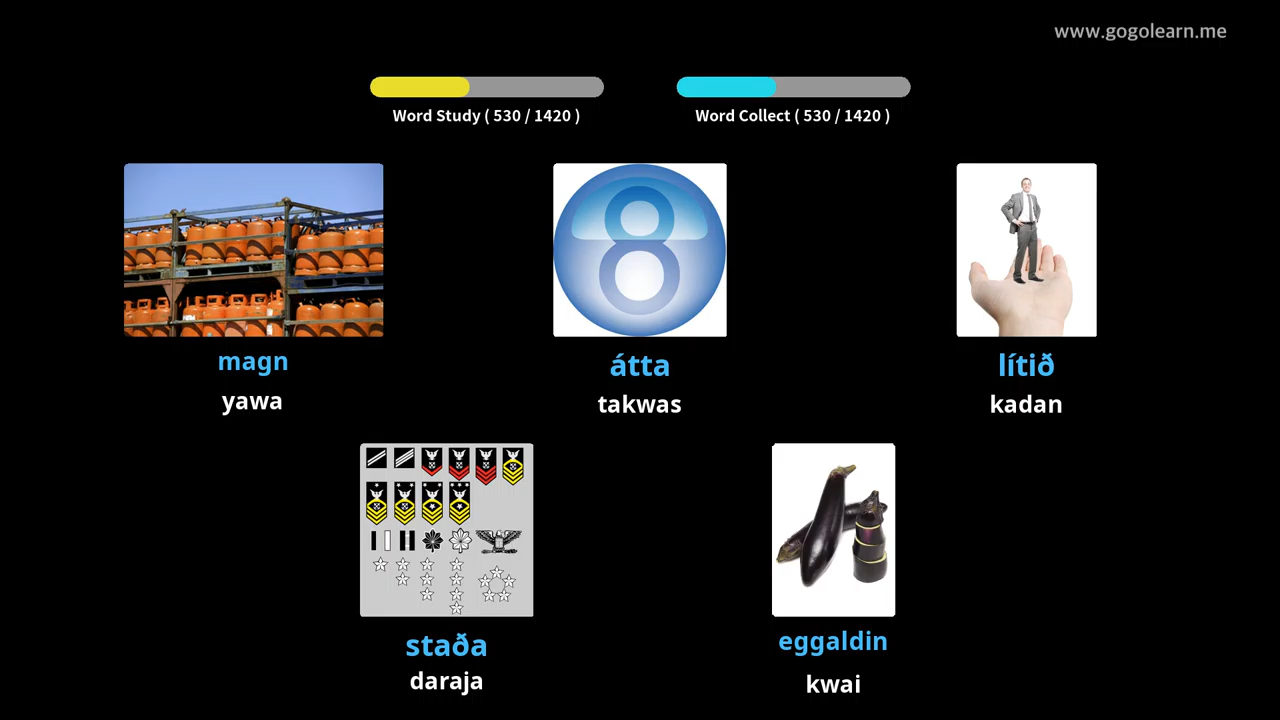 www.gogolearn.me
Word Study ( 530 / 1420 )
Word Collect ( 530 / 1420 )
8
magn
yawa
átta
takwas
lítið
kadan
staða
daraja
eggaldin
kwai